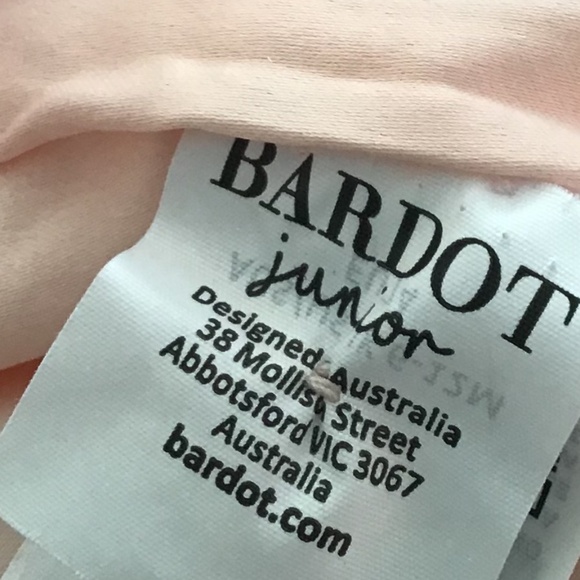 BARDOT
junior
Designed Australia
38 Mollison Street
Abbotsford VIC 3067
Australia
bardot.com